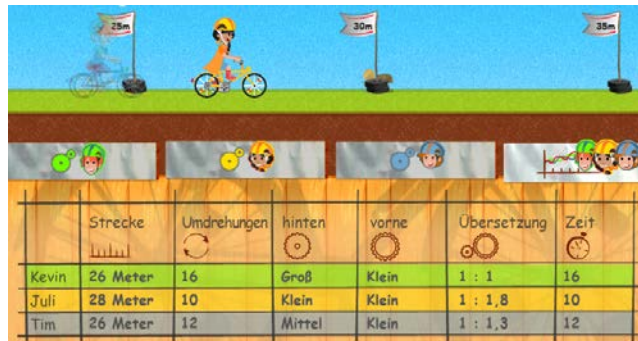 25m
30m
35m
Strecke Umdrehungen hinten vorne Übersetzung Zeit
Kevin 26 Meter 16 Groß Klein 1 : 1 16
Juli 28 Meter 10 Klein Klein 1 : 1,8 10
Tim 26 Meter 12 Mittel Klein 1 : 1,3 12